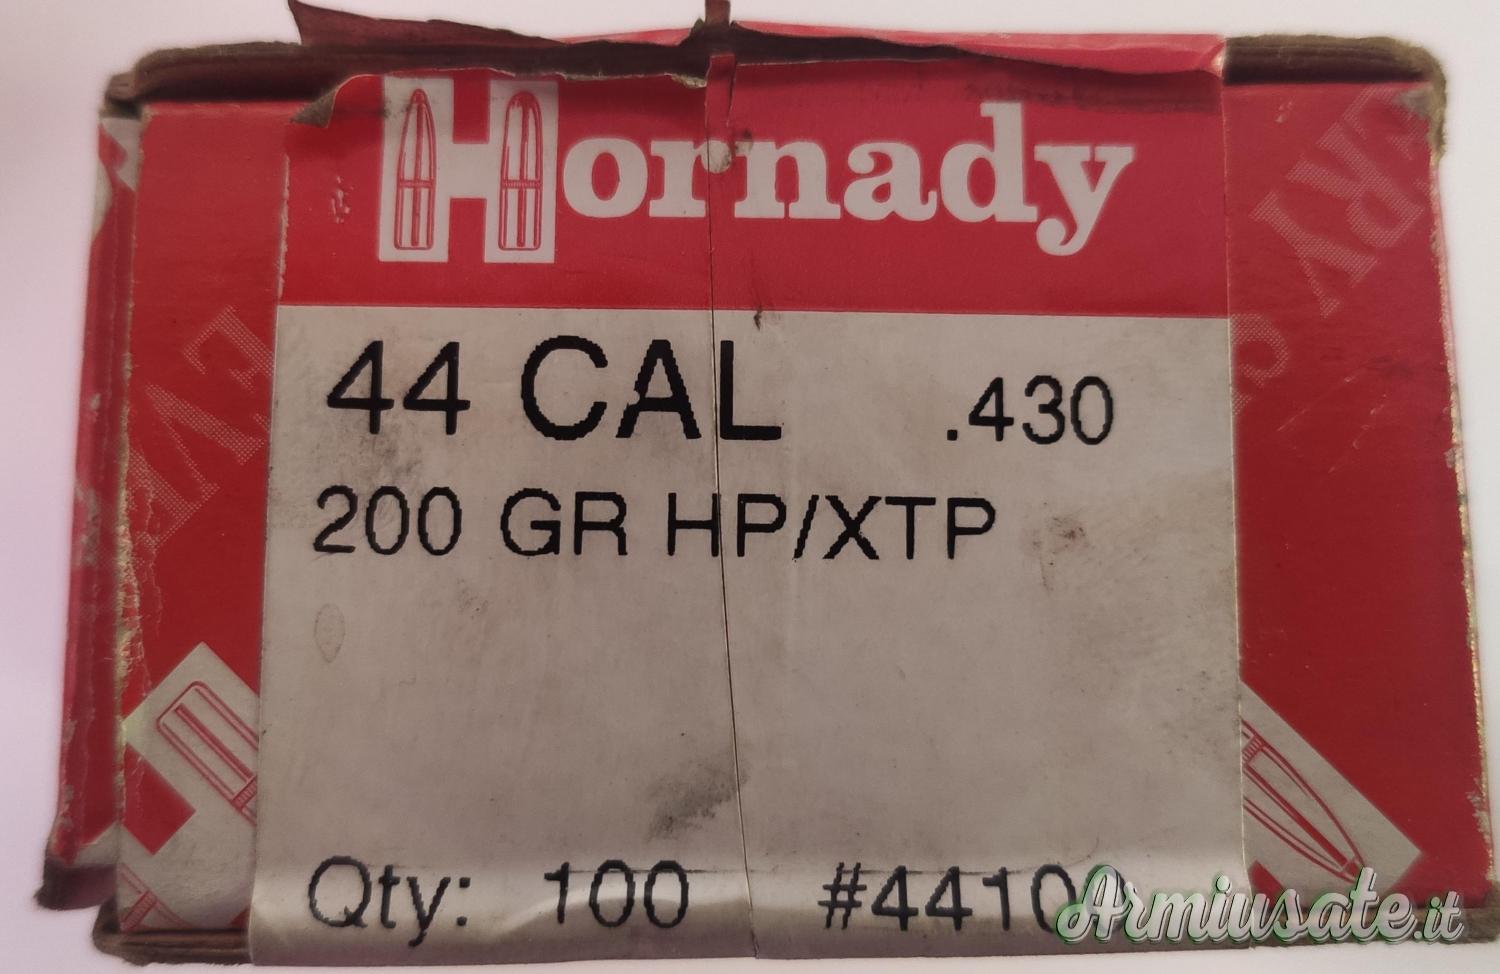 Hornady
44 CAL .430
200 GR HP/XTP
Qty: 100
Armiusate.it